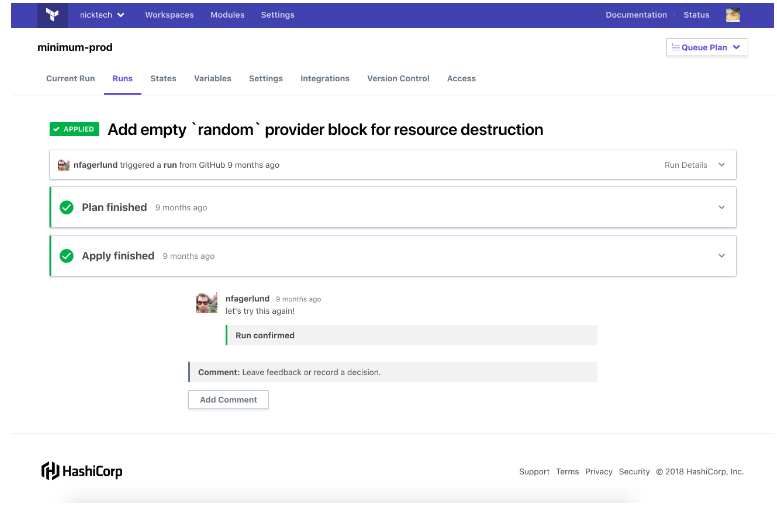 nicktech Workspaces Modules Settings Documentation Status
minimum-prod Queue Plan
Current Run Runs States Variables Settings Integrations Version Control Access
APPLIED Add empty `random` provider block for resource destruction
nfagerlund triggered a run from GitHub 9 months ago Run Details
Plan finished 9 months ago
Apply finished 9 months ago
nfagerlund 9 months ago
let's try this again!
Run confirmed
Comment: Leave feedback or record a decision.
Add Comment
HashiCorp Support Terms Privacy Security © 2018 HashiCorp, Inc.